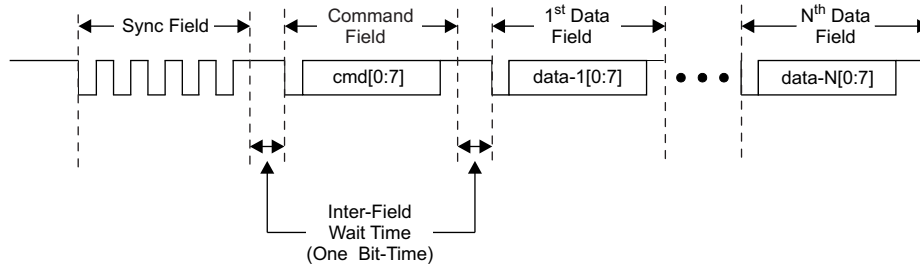 Sync Field
Command
Field
1st Data
Field
Nth Data
Field
cmd[0:7]
data-1[0:7]
data-N[0:7]
Inter-Field
Wait Time
(One Bit-Time)